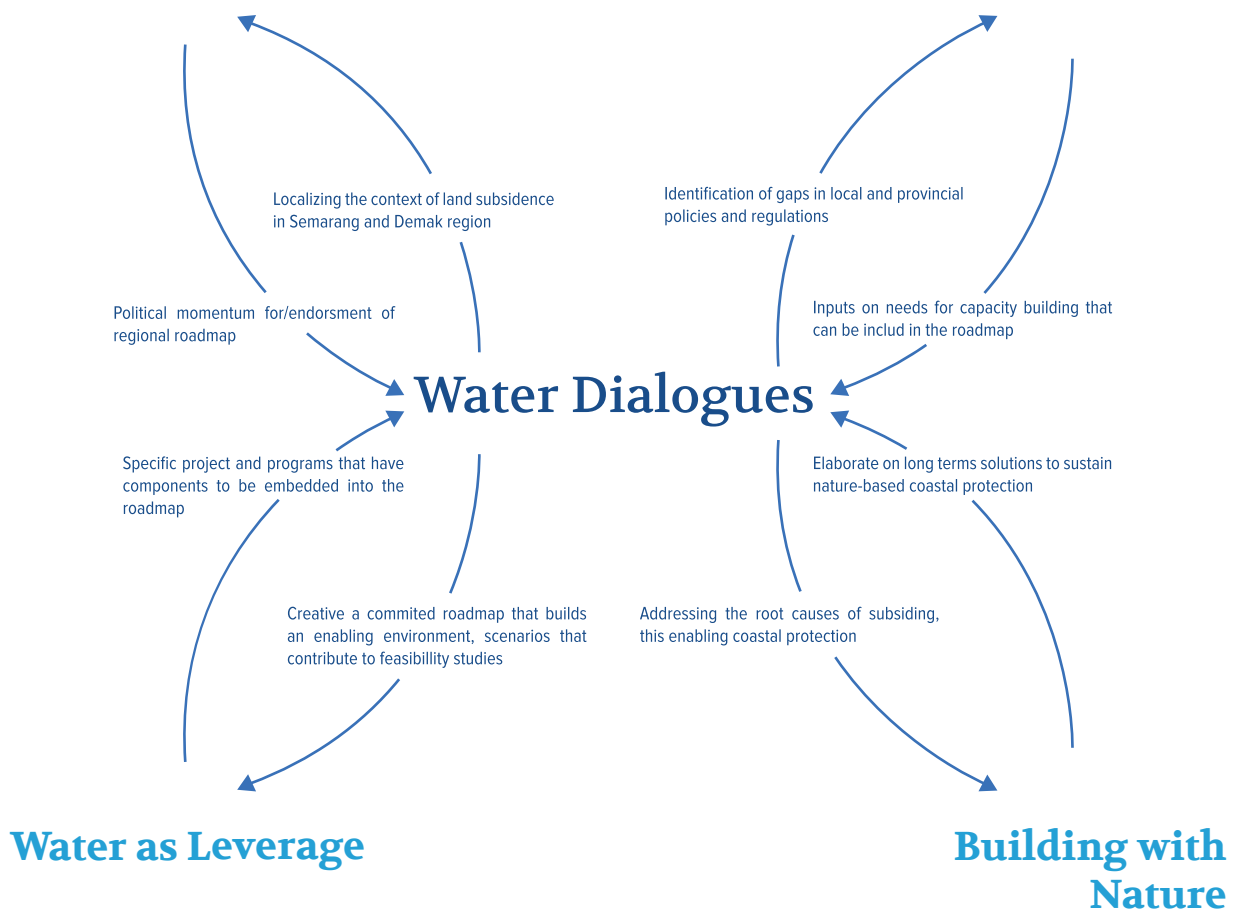 Localizing the context of land subsidence
in Semarang and Demak region
Identification of gaps in local and provincial
policies and regulations
Political momentum for/endorsment of
regional roadmap
Inputs on needs for capacity building that
can be includ in the roadmap
Water Dialogues
Specific project and programs that have
components to be embedded into the
roadmap
Elaborate on long terms solutions to sustain
nature-based coastal protection
Creative a commited roadmap that builds
an enabling environment, scenarios that
contribute to feasibillity studies
Addressing the root causes of subsiding,
this enabling coastal protection
Water as Leverage
Building with
Nature